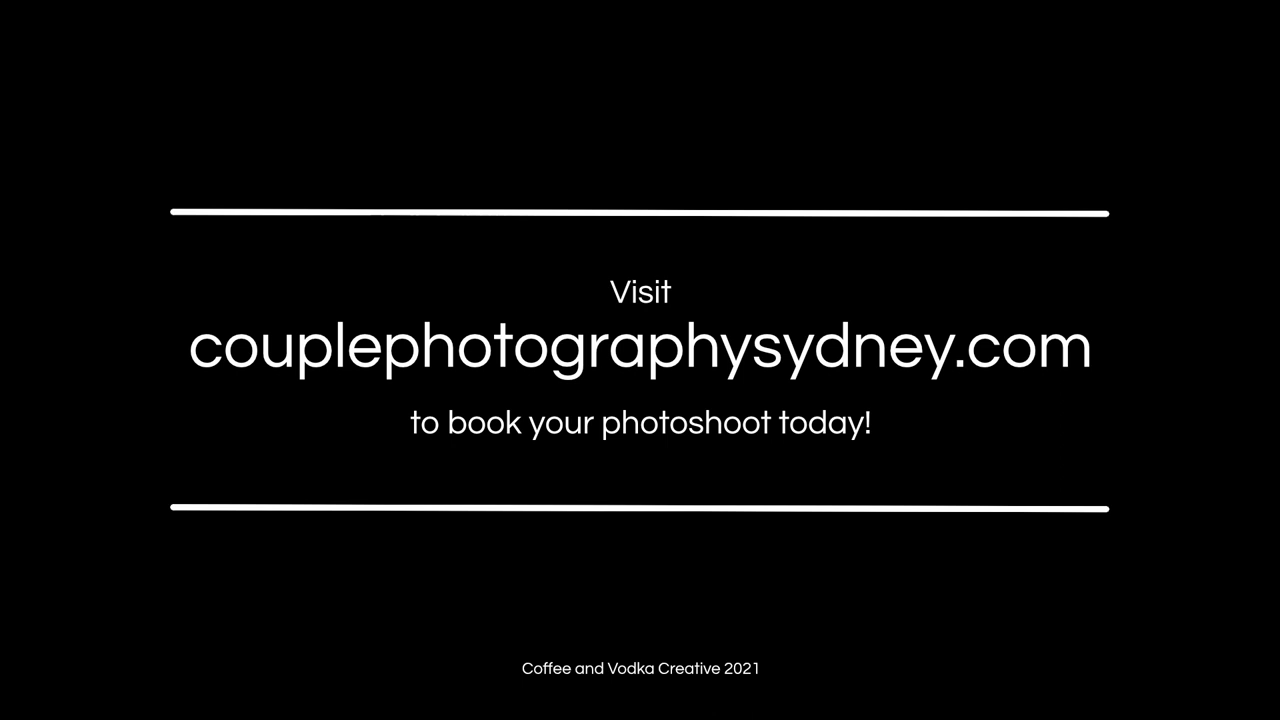 Visit
couplephotographysydney.com
to book your photoshoot today!
Coffee and Vodka Creative 2021